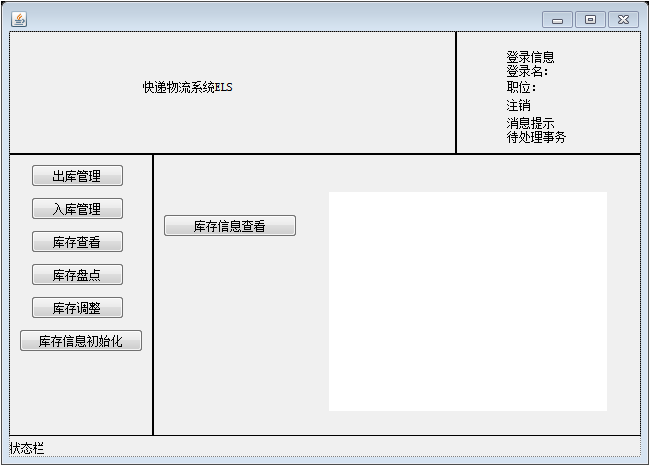 快递物流系统ELS
登录信息
登录名：
职位：
注销
消息提示
待处理事务
出库管理
入库管理
库存查看
库存盘点
库存调整
库存信息初始化
库存信息查看
状态栏